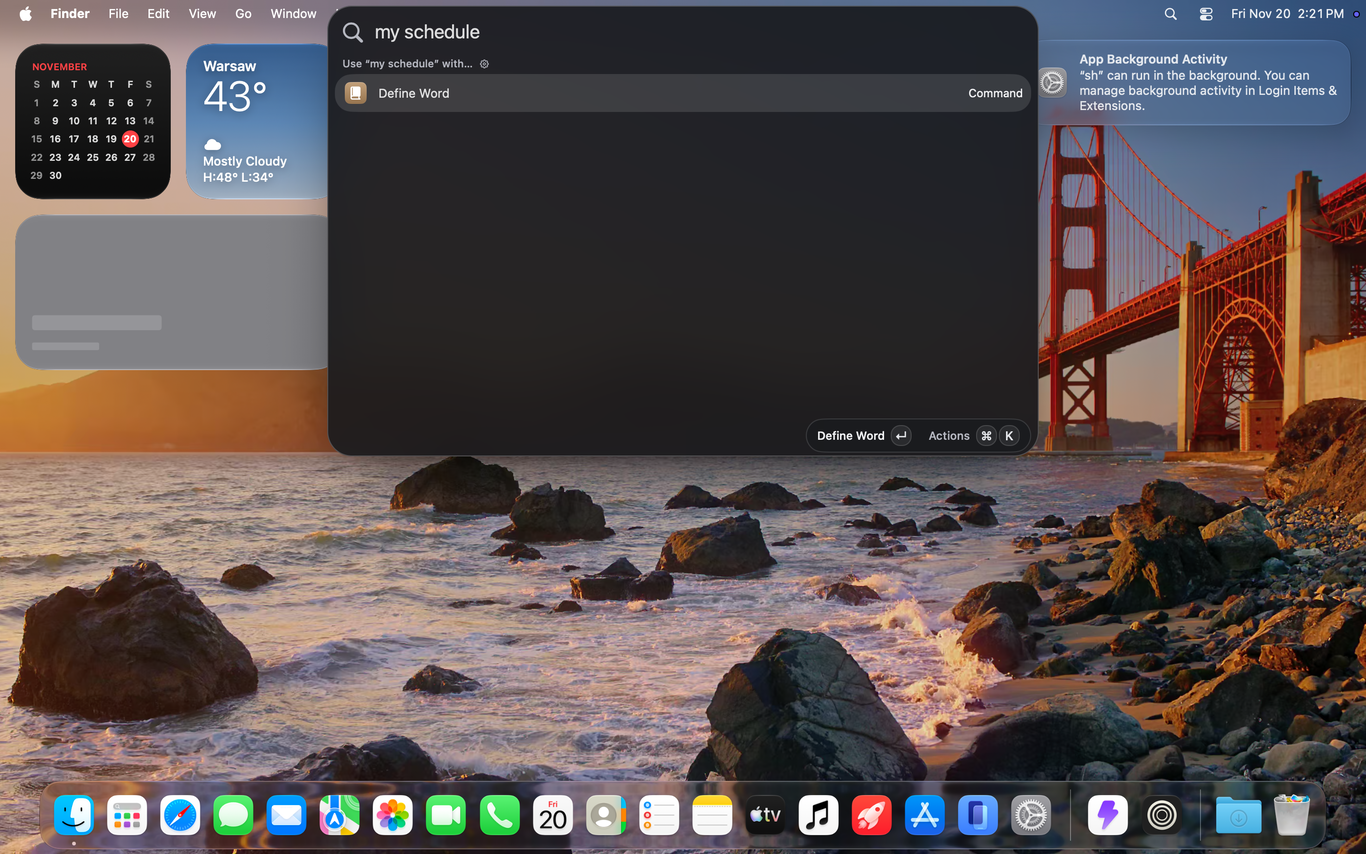 Finder File Edit View Go Window
Fri Nov 20 2:21 PM
my schedule
Use “my schedule” with...
Define Word Command
Define Word Actions ⌘ K
NOVEMBER
S M T W T F S
1 2 3 4 5 6 7
8 9 10 11 12 13 14
15 16 17 18 19 20 21
22 23 24 25 26 27 28
29 30
Warsaw
43°
Mostly Cloudy
H:48° L:34°
App Background Activity
“sh” can run in the background. You can
manage background activity in Login Items &
Extensions.
Fri
20
tv